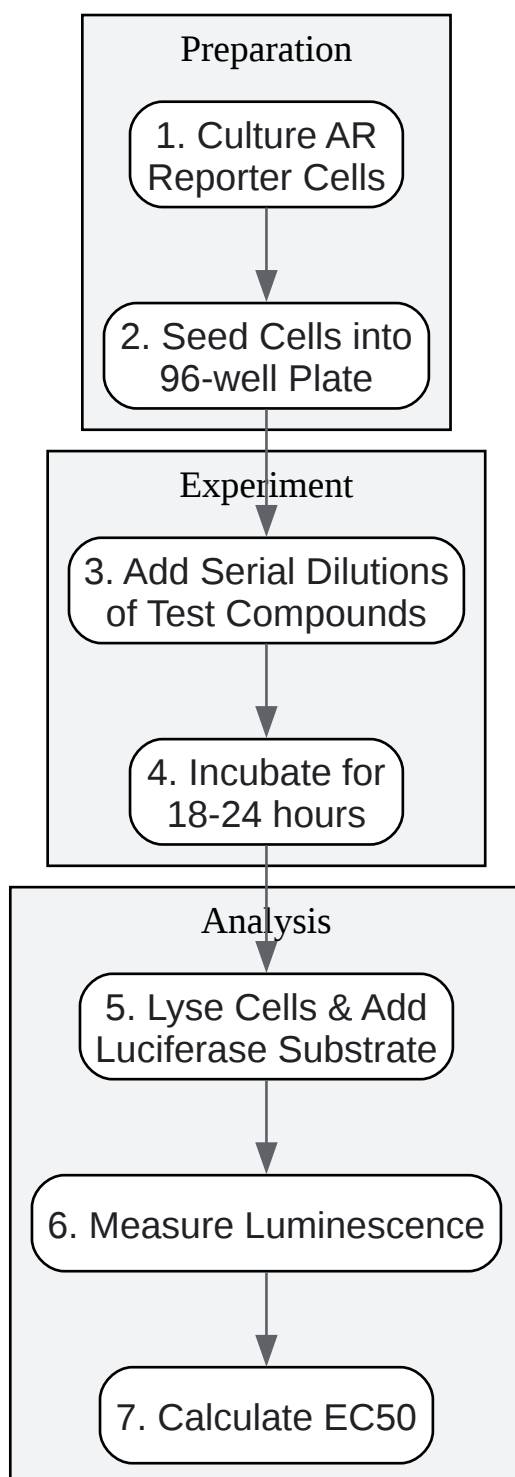 Preparation
1. Culture AR
Reporter Cells
2. Seed Cells into
96-well Plate
Experiment
3. Add Serial Dilutions
of Test Compounds
4. Incubate for
18-24 hours
Analysis
5. Lyse Cells & Add
Luciferase Substrate
6. Measure Luminescence
7. Calculate EC50